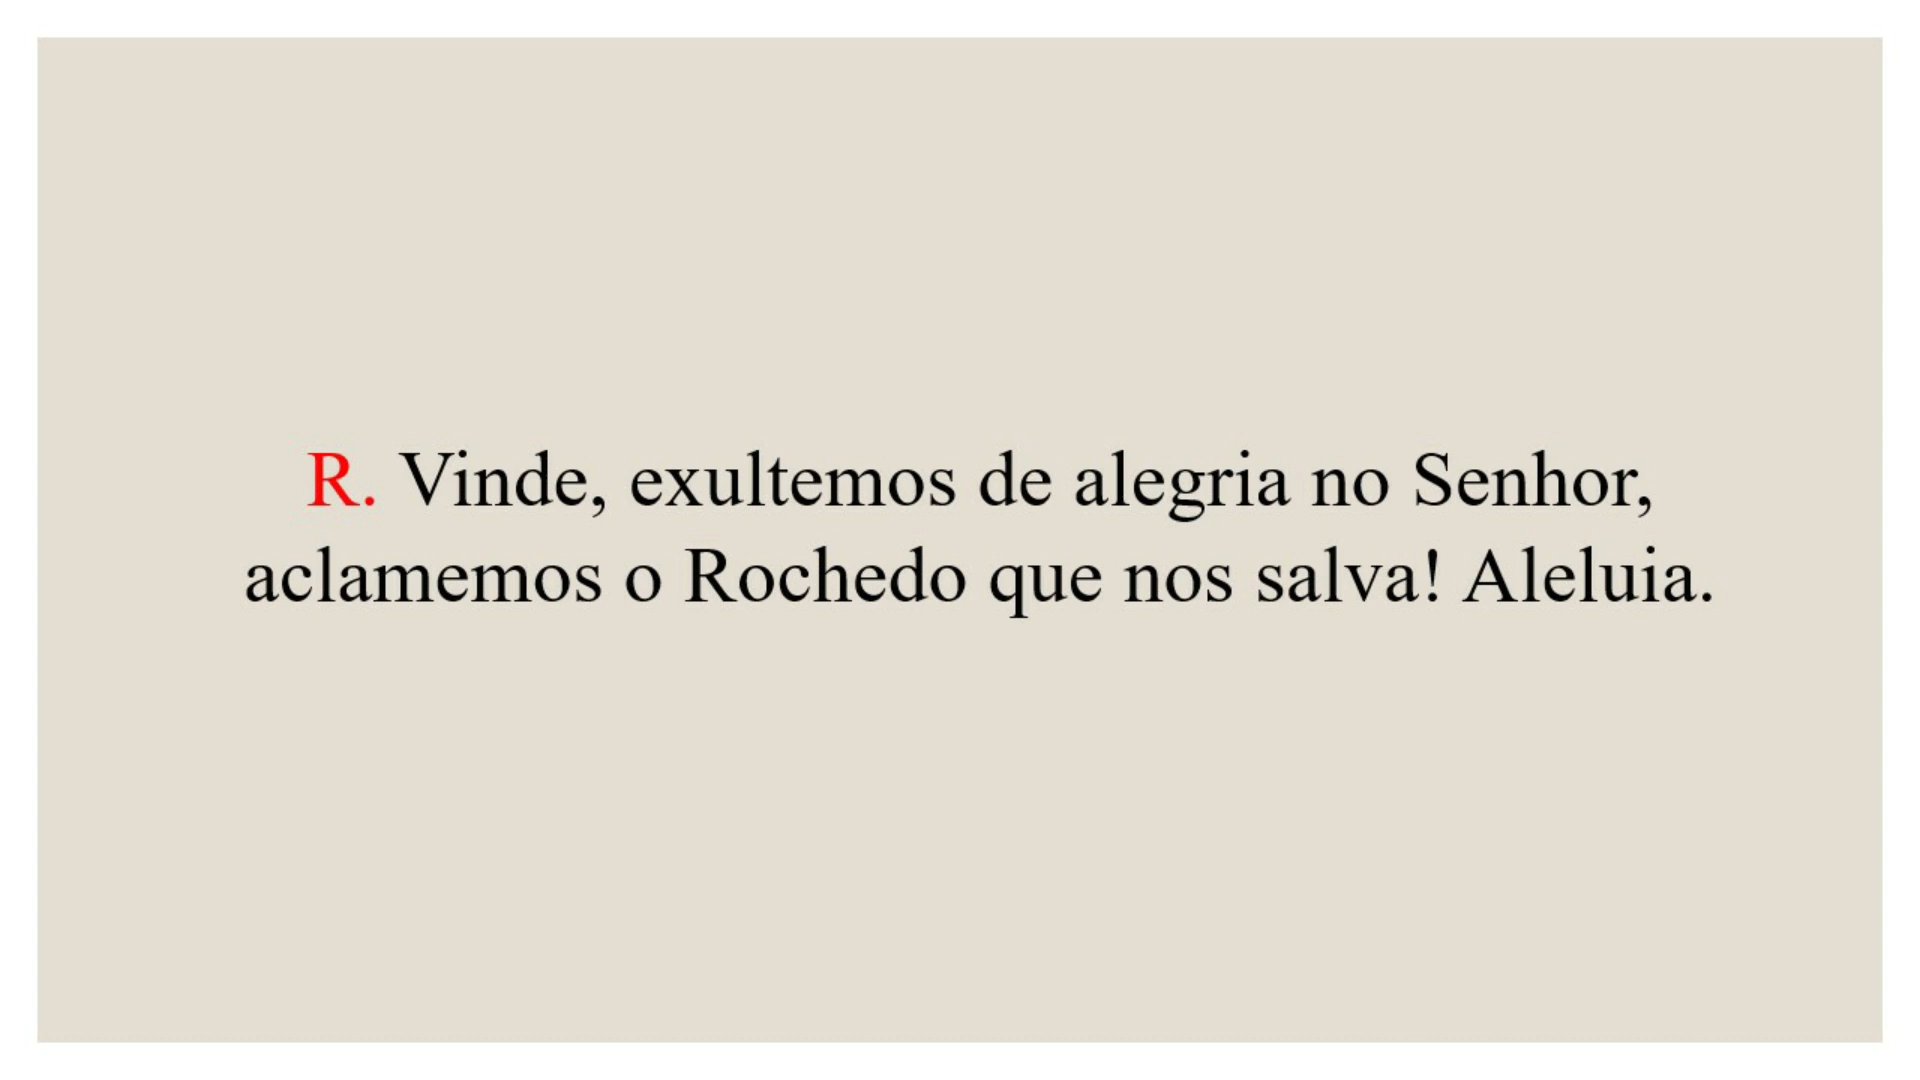 R. Vinde, exultemos de alegria no Senhor,
aclamemos o Rochedo que nos salva! Aleluia.